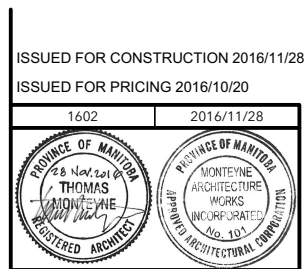 ISSUED FOR CONSTRUCTION 2016/11/28
ISSUED FOR PRICING 2016/10/20
1602 2016/11/28
PROVINCE OF MANITOBA
28 Nov. 2016
THOMAS
MONTEYNE
REGISTERED ARCHITECT
PROVINCE OF MANITOBA
MONTEYNE
ARCHITECTURE
WORKS
INCORPORATED
No. 101
APPROVED ARCHITECTURAL CORPORATION